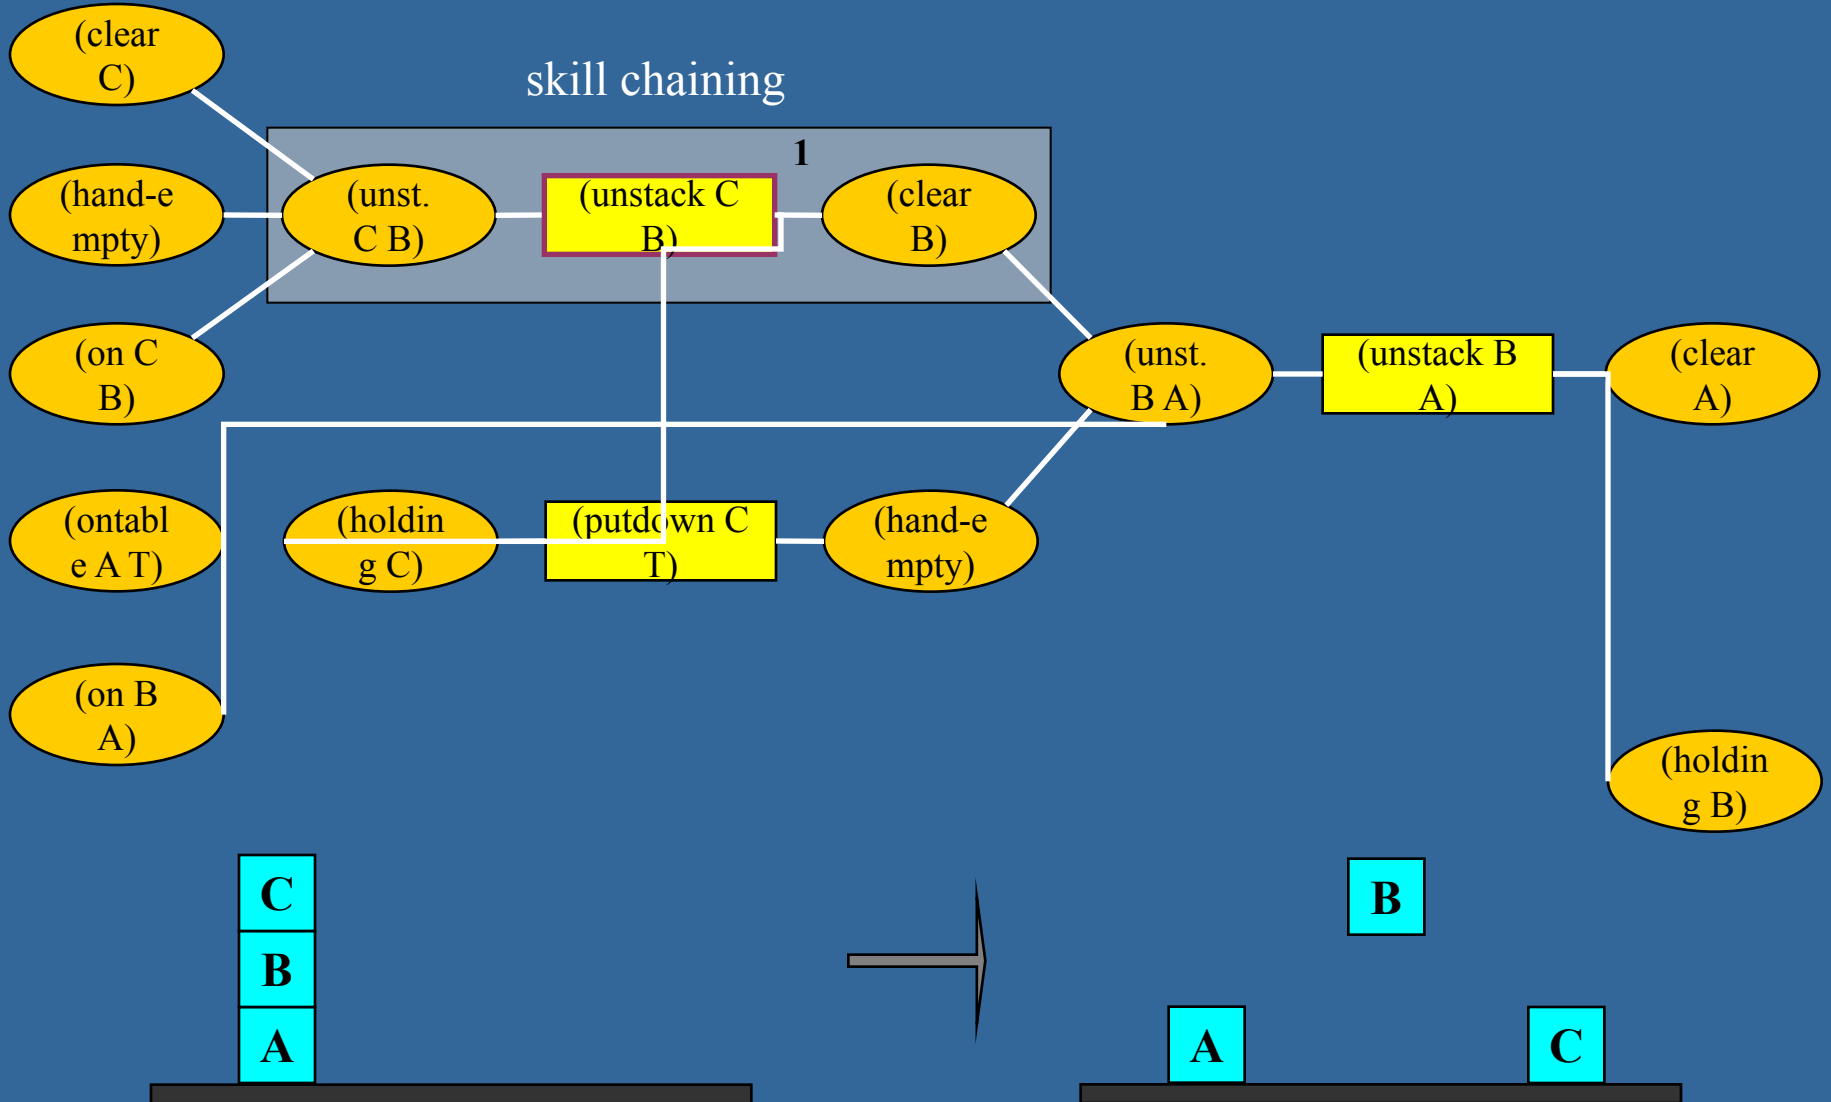 (clear
C)
skill chaining
1
(hand-e
mpty)
(unst.
C B)
(unstack C
B)
(clear
B)
(on C
B)
(unst.
B A)
(unstack B
A)
(clear
A)
(ontabl
e A T)
(holdin
g C)
(putdown C
T)
(hand-e
mpty)
(on B
A)
(holdin
g B)
C
B
A
B
A
C